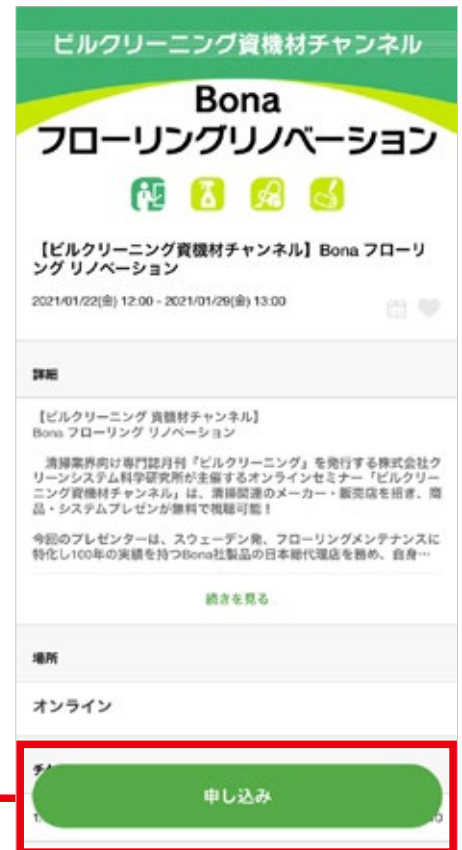 ビルクリーニング資機材チャンネル
Bona
フローリングリノベーション
【ビルクリーニング資機材チャンネル】Bona フローリ
ング リノベーション
2021/01/22(金) 12:00 - 2021/01/29(金) 13:00
詳細
【ビルクリーニング 資機材チャンネル】
Bona フローリング リノベーション
清掃業界向け専門誌月刊『ビルクリーニング』を発行する株式会社ク
リーンシステム科学研究所が主催するオンラインセミナー「ビルクリー
ニング資機材チャンネル」は、清掃関連のメーカー・販売店を招き、商
品・システムプレゼンが無料で視聴可能！
今回のプレゼンターは、スウェーデン発、フローリングメンテナンスに
特化し100年の実績を持つBona社製品の日本総代理店を務め、自身…
続きを見る
場所
オンライン
申し込み